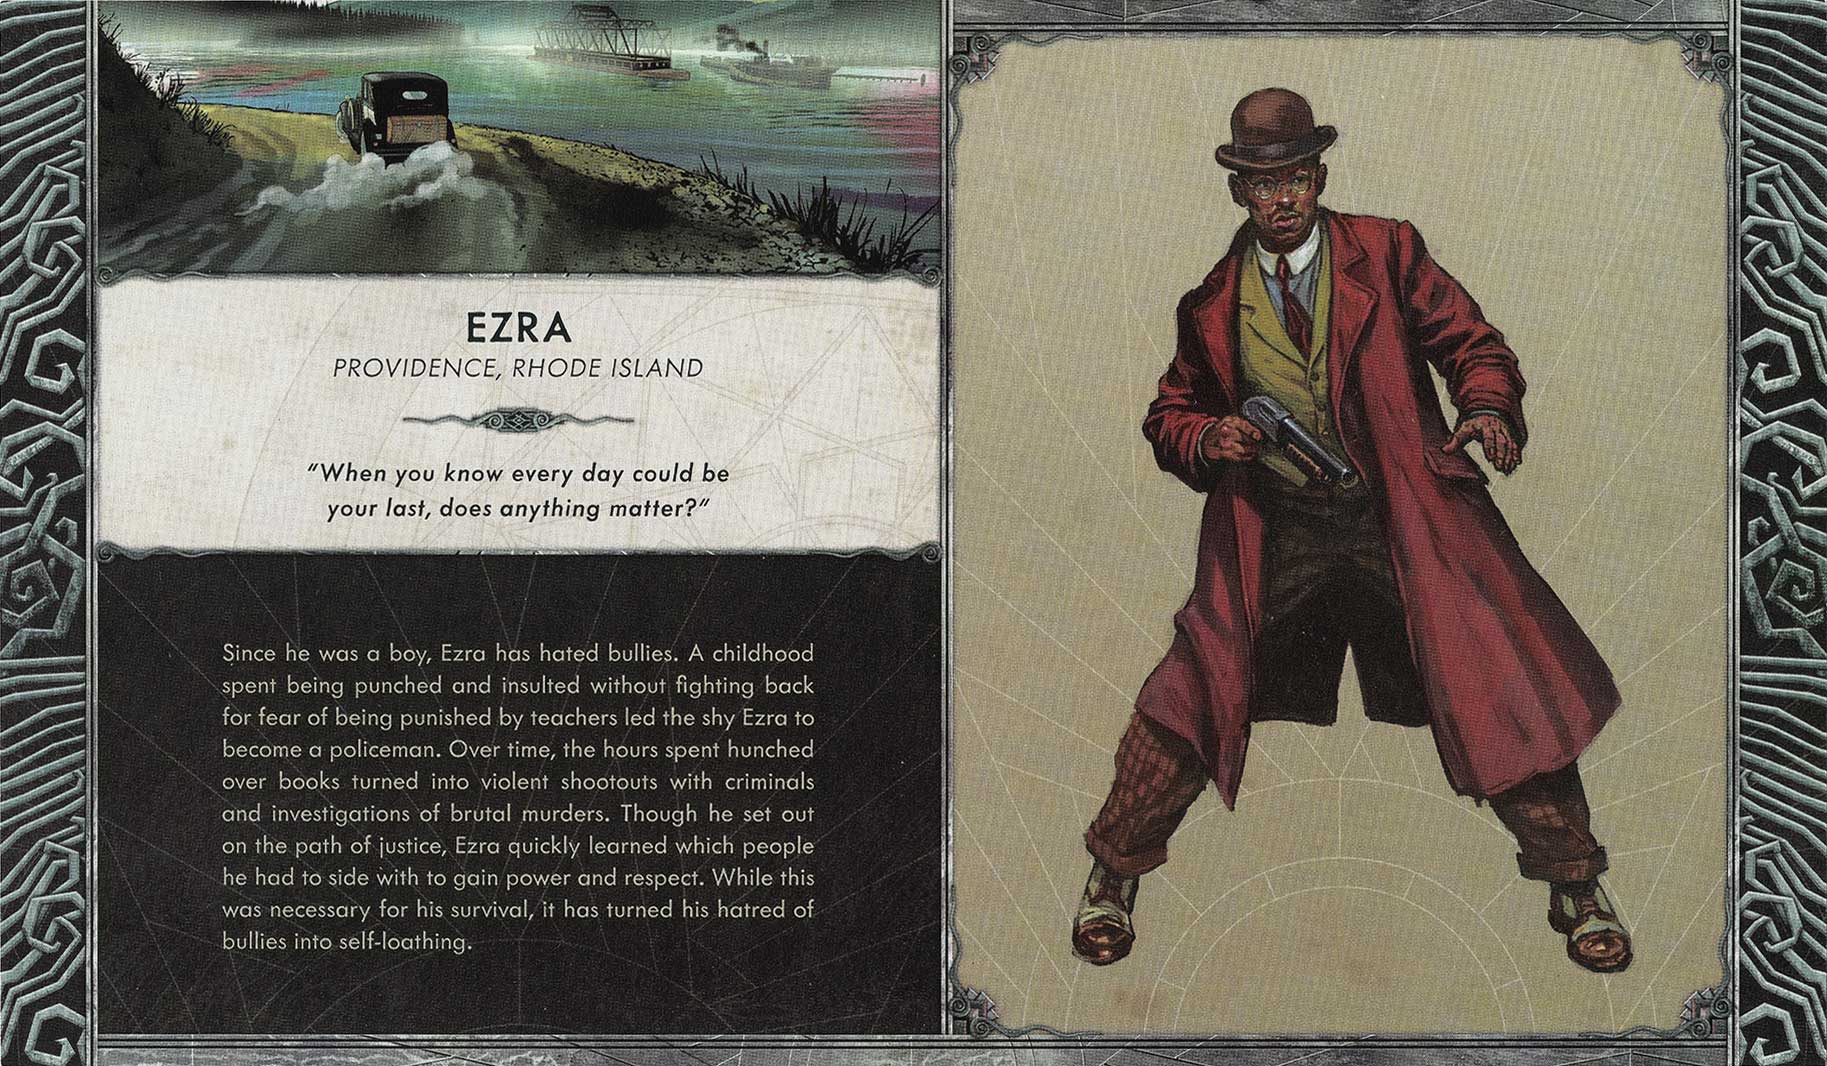 EZRA
PROVIDENCE, RHODE ISLAND
“When you know every day could be
your last, does anything matter?”
Since he was a boy, Ezra has hated bullies. A childhood
spent being punched and insulted without fighting back
for fear of being punished by teachers led the shy Ezra to
become a policeman. Over time, the hours spent hunched
over books turned into violent shootouts with criminals
and investigations of brutal murders. Though he set out
on the path of justice, Ezra quickly learned which people
he had to side with to gain power and respect. While this
was necessary for his survival, it has turned his hatred of
bullies into self-loathing.